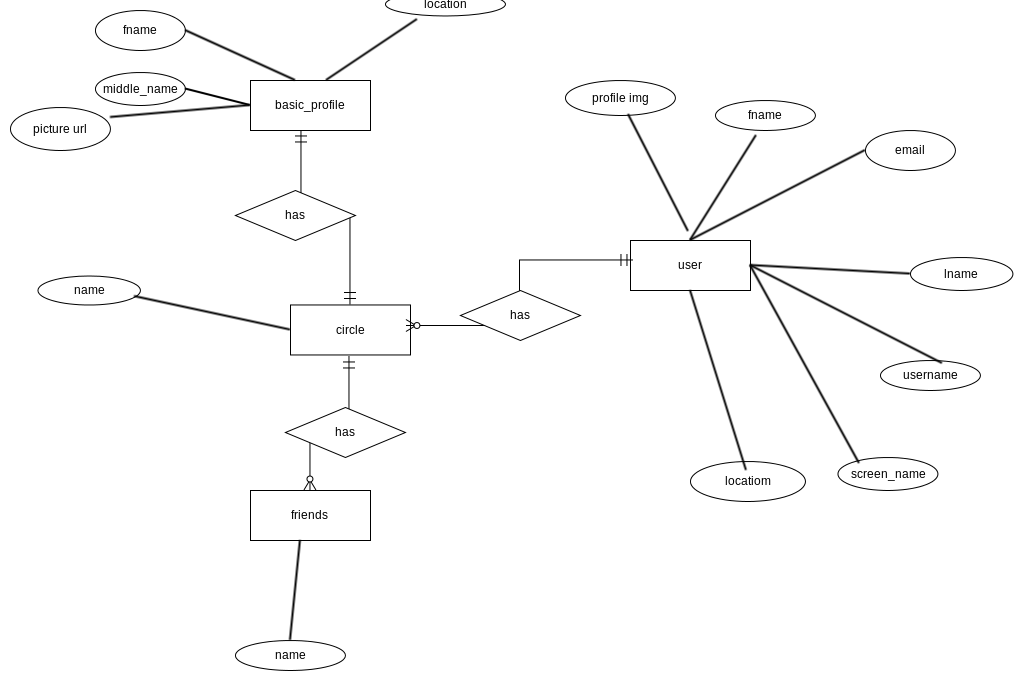 location
fname
middle_name
basic_profile
picture url
profile img
fname
email
has
user
lname
name
has
circle
username
has
screen_name
locatiom
friends
name